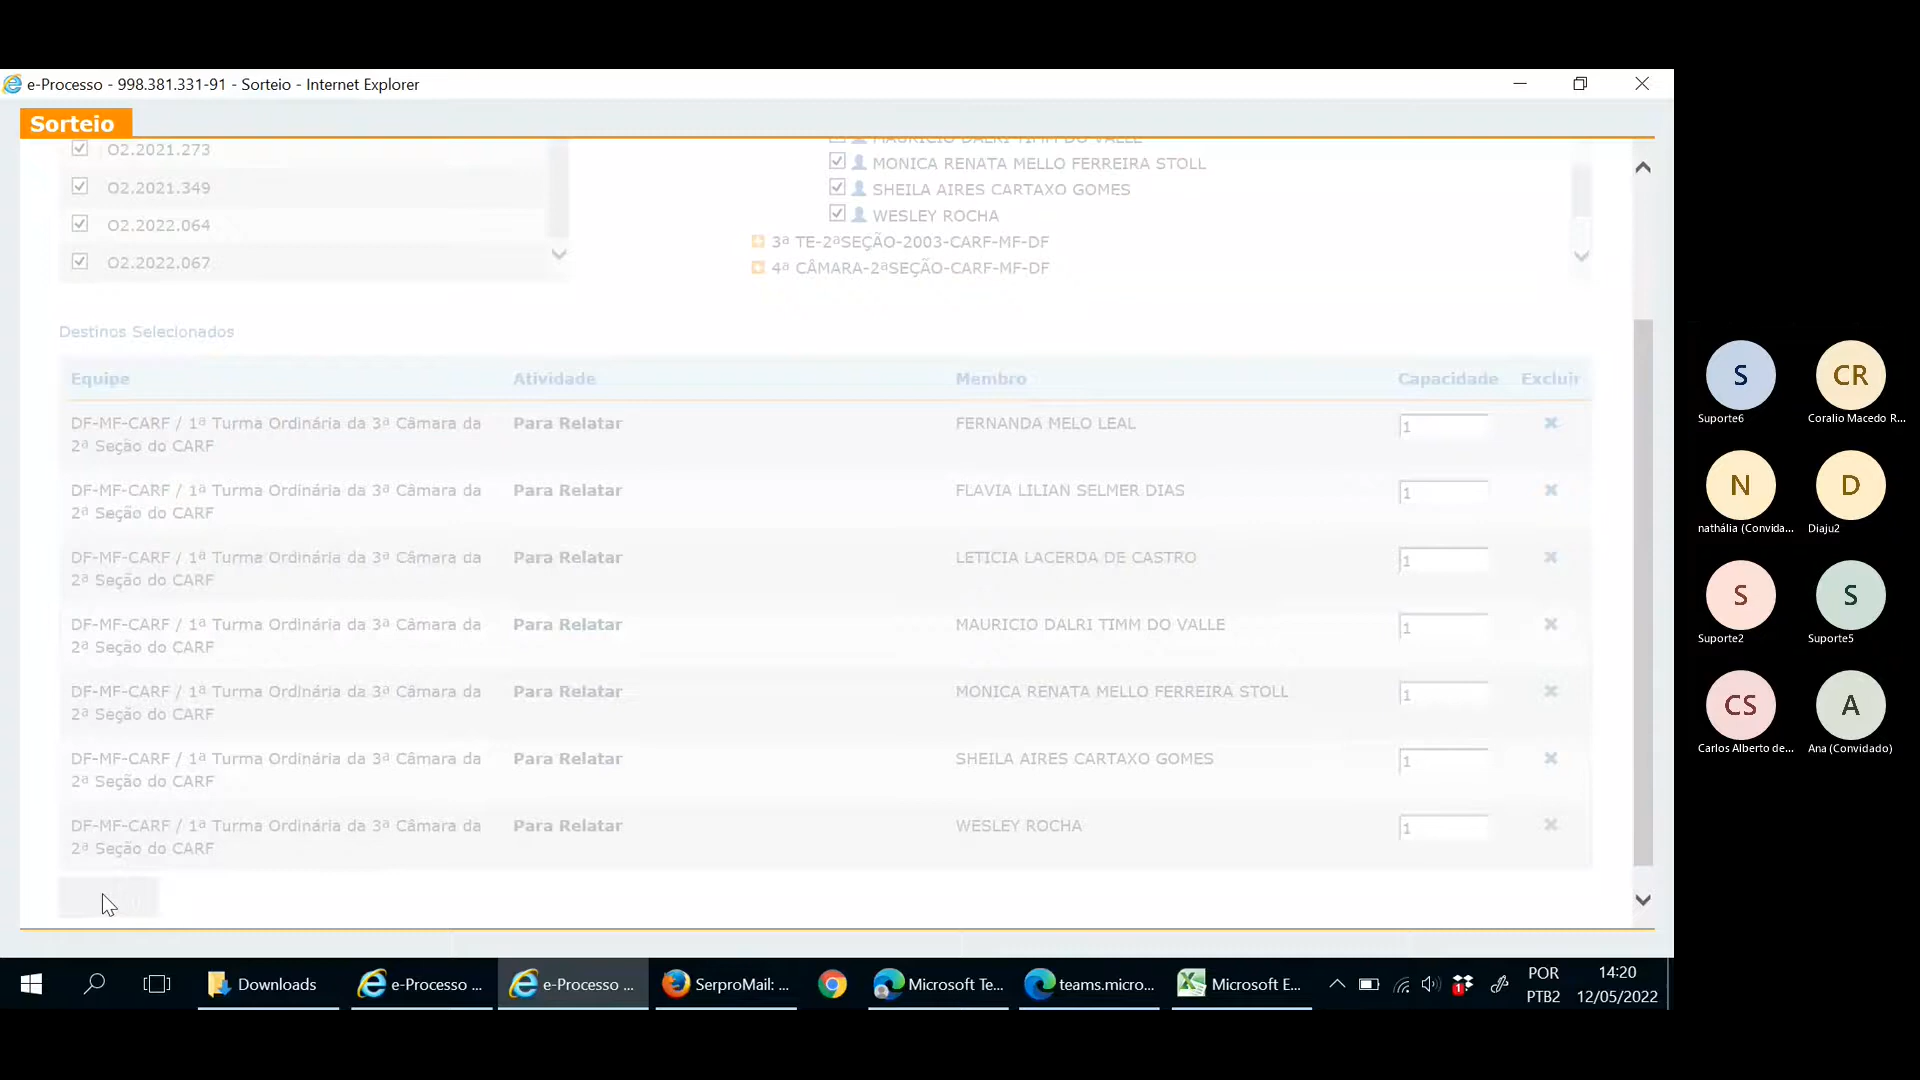 e-Processo - 998.381.331-91 - Sorteio - Internet Explorer
Sorteio
O2.2021.273
O2.2021.349
O2.2022.064
O2.2022.067
MAURICIO DALRI TIMM DO VALLE
MONICA RENATA MELLO FERREIRA STOLL
SHEILA AIRES CARTAXO GOMES
WESLEY ROCHA
3ª TE-2ªSEÇÃO-2003-CARF-MF-DF
4ª CÂMARA-2ªSEÇÃO-CARF-MF-DF
Destinos Selecionados
Equipe Atividade Membro Capacidade Excluir
DF-MF-CARF / 1ª Turma Ordinária da 3ª Câmara da Para Relatar FERNANDA MELO LEAL 1
2ª Seção do CARF
DF-MF-CARF / 1ª Turma Ordinária da 3ª Câmara da Para Relatar FLAVIA LILIAN SELMER DIAS 1
2ª Seção do CARF
DF-MF-CARF / 1ª Turma Ordinária da 3ª Câmara da Para Relatar LETICIA LACERDA DE CASTRO 1
2ª Seção do CARF
DF-MF-CARF / 1ª Turma Ordinária da 3ª Câmara da Para Relatar MAURICIO DALRI TIMM DO VALLE 1
2ª Seção do CARF
DF-MF-CARF / 1ª Turma Ordinária da 3ª Câmara da Para Relatar MONICA RENATA MELLO FERREIRA STOLL 1
2ª Seção do CARF
DF-MF-CARF / 1ª Turma Ordinária da 3ª Câmara da Para Relatar SHEILA AIRES CARTAXO GOMES 1
2ª Seção do CARF
DF-MF-CARF / 1ª Turma Ordinária da 3ª Câmara da Para Relatar WESLEY ROCHA 1
2ª Seção do CARF
S CR
Suporte6 Coralio Macedo R...
N D
nathália (Convida... Diaju2
S S
Suporte2 Suporte5
CS A
Carlos Alberto de... Ana (Convidado)
Downloads e-Processo ... e-Processo ... SerproMail: ... Microsoft Te... teams.micro... Microsoft E... 1 POR 14:20
PTB2 12/05/2022